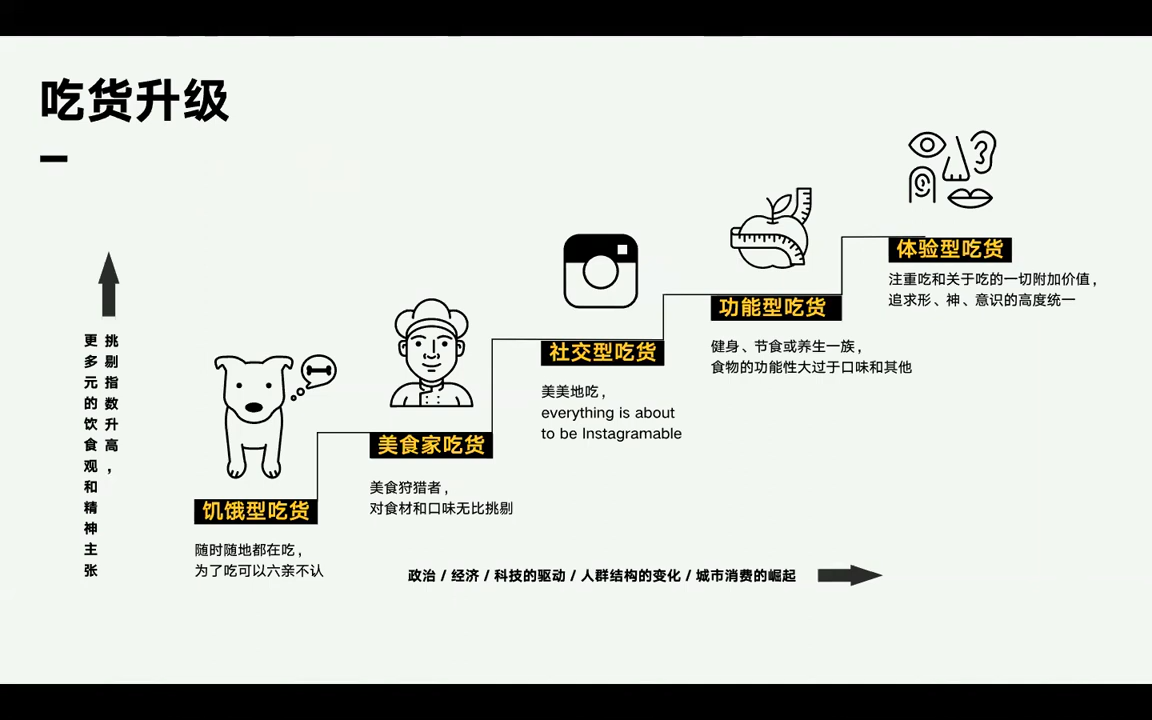 吃货升级
挑剔指数升高，
更多元的饮食观和精神主张
饥饿型吃货
随时随地都在吃，
为了吃可以六亲不认
美食家吃货
美食狩猎者，
对食材和口味无比挑剔
社交型吃货
美美地吃，
everything is about
to be Instagramable
功能型吃货
健身、节食或养生一族，
食物的功能性大过于口味和其他
体验型吃货
注重吃和关于吃的一切附加价值，
追求形、神、意识的高度统一
政治 / 经济 / 科技的驱动 / 人群结构的变化 / 城市消费的崛起